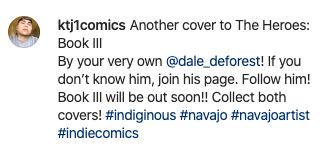 ktj1comics Another cover to The Heroes:
Book III
By your very own @dale_deforest! If you
don't know him, join his page. Follow him!
Book III will be out soon!! Collect both
covers! #indiginous #navajo #navajoartist
#indiecomics